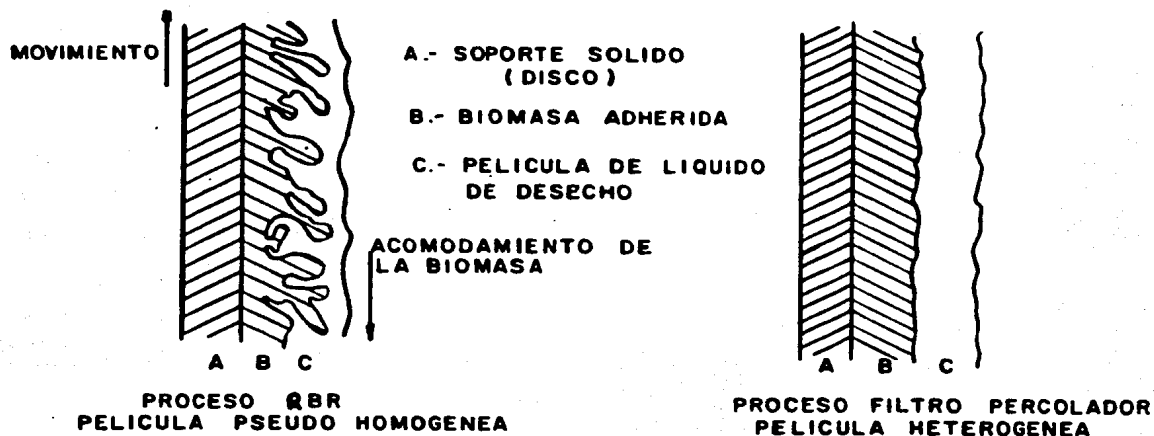 MOVIMIENTO
A.- SOPORTE SOLIDO
(DISCO)
B.- BIOMASA ADHERIDA
C.- PELICULA DE LIQUIDO
DE DESECHO
ACOMODAMIENTO DE
LA BIOMASA
A B C
PROCESO RBR
PELICULA PSEUDO HOMOGENEA
A B C
PROCESO FILTRO PERCOLADOR
PELICULA HETEROGENEA